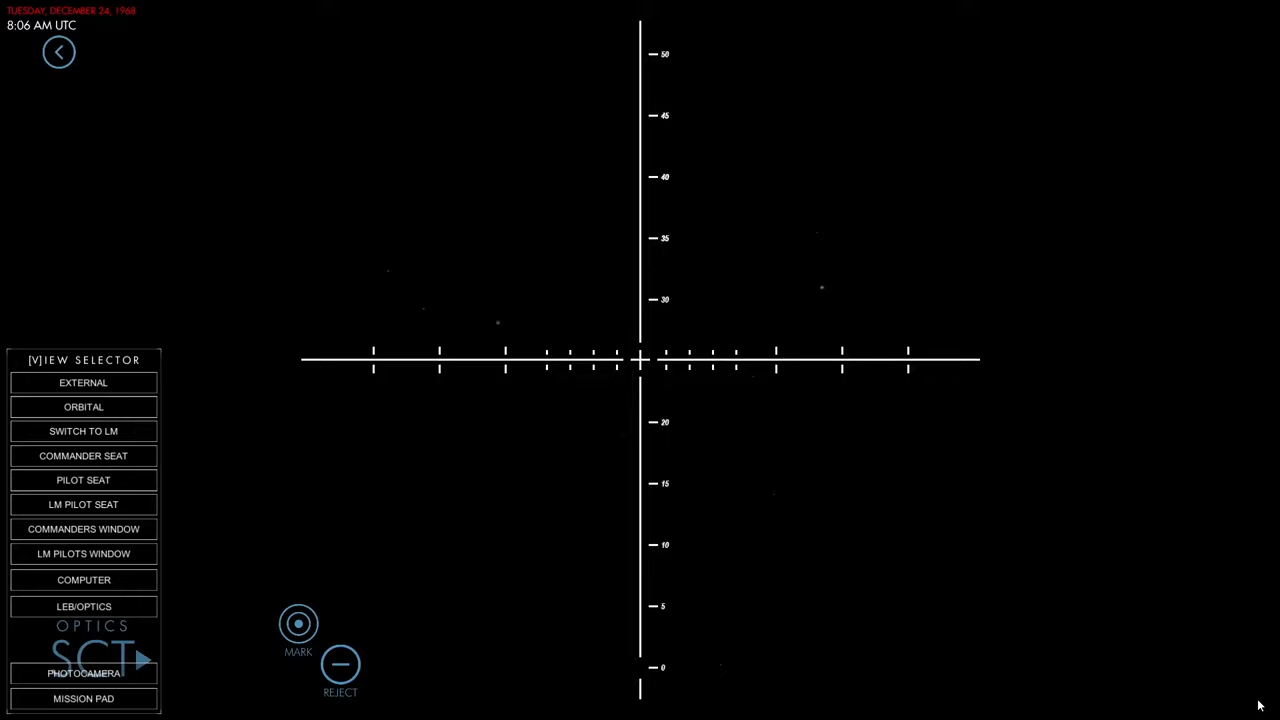 TUESDAY, DECEMBER 24, 1968
8:06 AM UTC
50
45
40
35
30
20
15
10
5
0
[V]IEW SELECTOR
EXTERNAL
ORBITAL
SWITCH TO LM
COMMANDER SEAT
PILOT SEAT
LM PILOT SEAT
COMMANDERS WINDOW
LM PILOTS WINDOW
COMPUTER
LEB/OPTICS
OPTICS
SCT
PHOTOCAMERA
MISSION PAD
MARK
REJECT